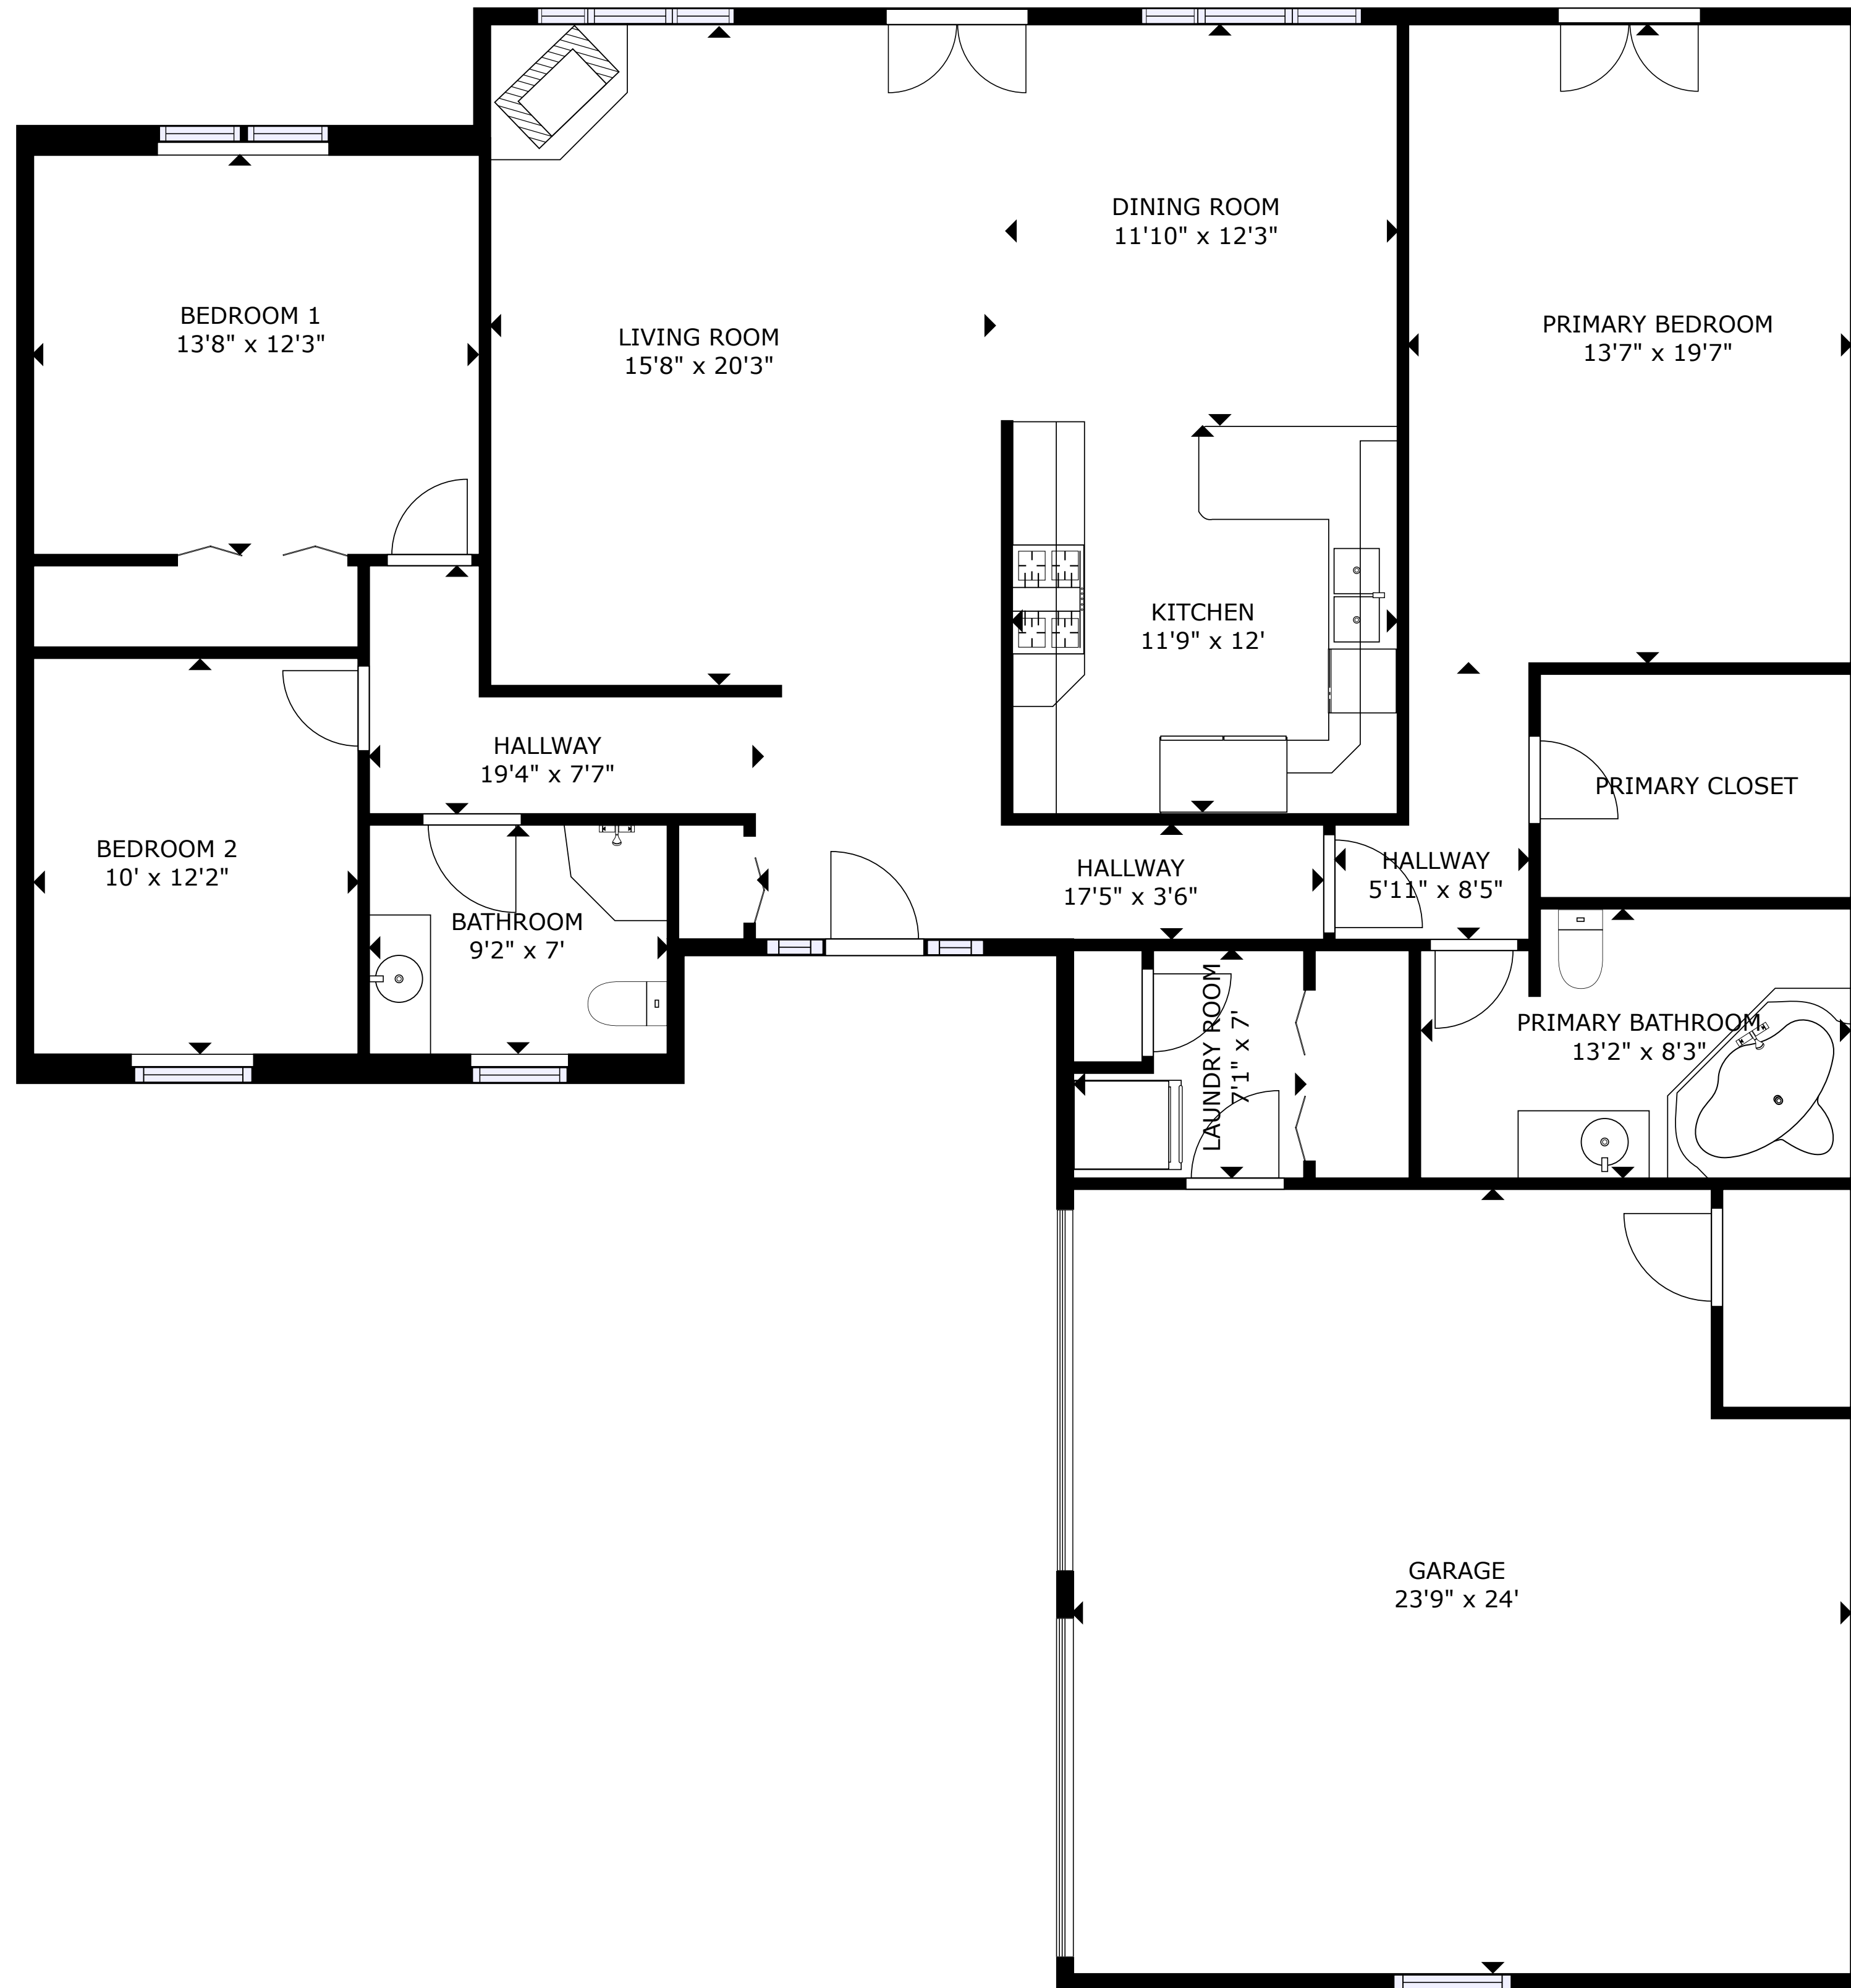 DINING ROOM
11'10" x 12'3"
BEDROOM 1
13'8" x 12'3"
LIVING ROOM
15'8" x 20'3"
PRIMARY BEDROOM
13'7" x 19'7"
KITCHEN
11'9" x 12'
HALLWAY
19'4" x 7'7"
PRIMARY CLOSET
BEDROOM 2
10' x 12'2"
HALLWAY
17'5" x 3'6"
HALLWAY
5'11" x 8'5"
BATHROOM
9'2" x 7'
LAUNDRY ROOM
7'1" x 7'
PRIMARY BATHROOM
13'2" x 8'3"
GARAGE
23'9" x 24'